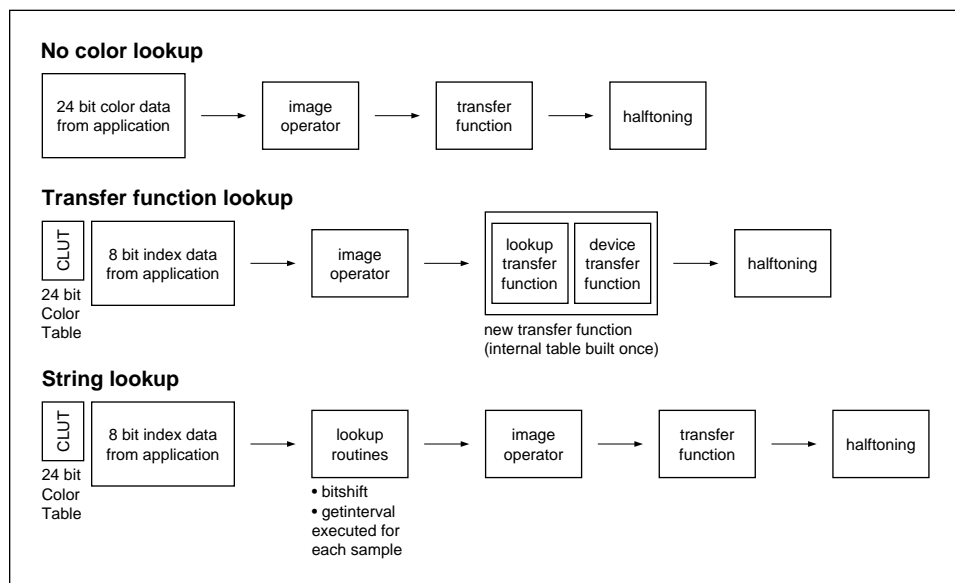 No color lookup
24 bit color data
from application
image
operator
transfer
function
halftoning
Transfer function lookup
CLUT
24 bit
Color
Table
8 bit index data
from application
image
operator
lookup
transfer
function
device
transfer
function
new transfer function
(internal table built once)
halftoning
String lookup
CLUT
24 bit
Color
Table
8 bit index data
from application
lookup
routines
• bitshift
• getinterval
executed for
each sample
image
operator
transfer
function
halftoning